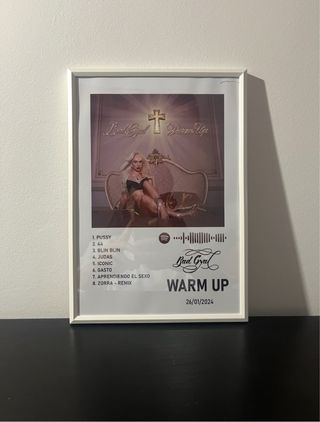 Bad Gyal Warm Up
1. PUSSY
2. 44
3. BLIN BLIN
4. JUDAS
5. ICONIC
6. GASTO
7. APRENDIENDO EL SEXO
8. ZORRA - REMIX
Bad Gyal
WARM UP
26/01/2024